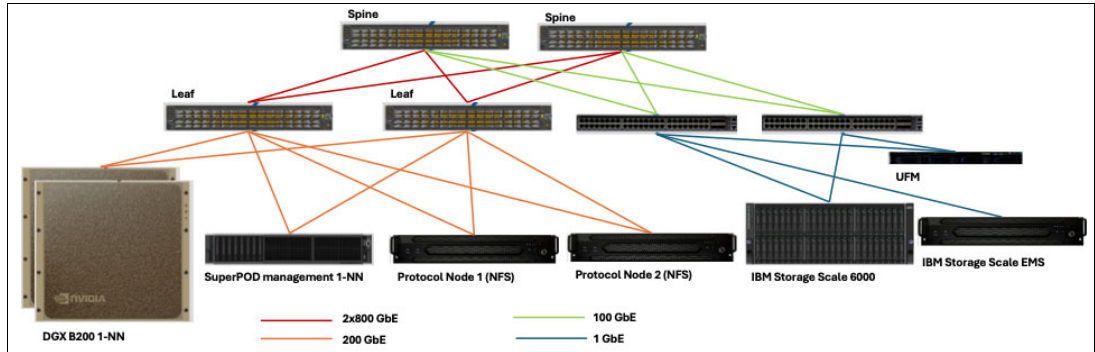 Spine
Spine
Leaf
Leaf
UFM
NVIDIA
SuperPOD management 1-NN
Protocol Node 1 (NFS)
Protocol Node 2 (NFS)
IBM Storage Scale 6000
IBM Storage Scale EMS
DGX B200 1-NN
2x800 GbE
100 GbE
200 GbE
1 GbE